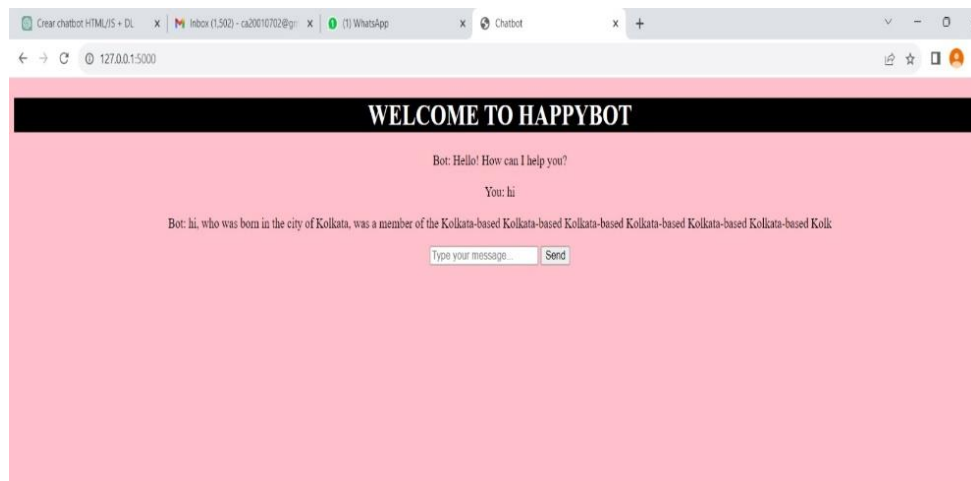 Crear chatbot HTML/JS + DL
Inbox (1,502) - ca20010702@gm
(1) WhatsApp
Chatbot
127.0.0.1:5000
WELCOME TO HAPPYBOT
Bot: Hello! How can I help you?
You: hi
Bot: hi, who was born in the city of Kolkata, was a member of the Kolkata-based Kolkata-based Kolkata-based Kolkata-based Kolkata-based Kolkata-based Kolk
Type your message...
Send